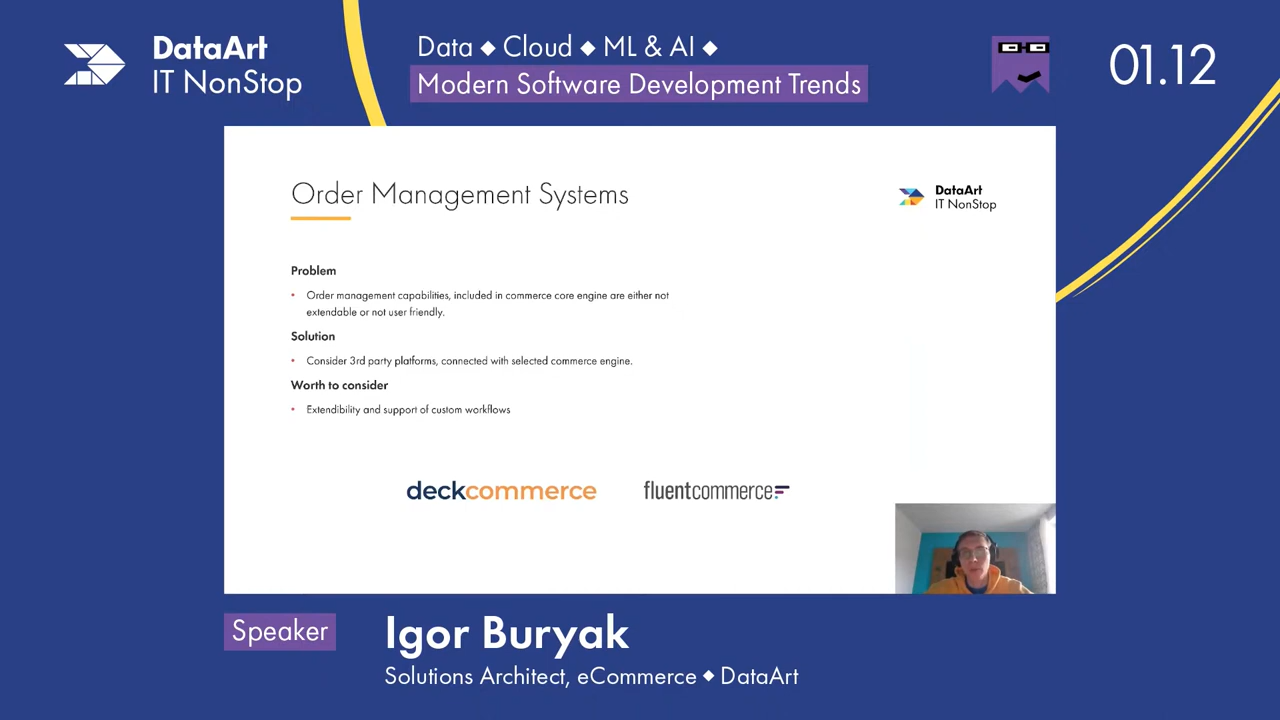 DataArt
IT NonStop
Data ◆ Cloud ◆ ML & AI ◆
Modern Software Development Trends
01.12
Order Management Systems
DataArt
IT NonStop
Problem
• Order management capabilities, included in commerce core engine are either not
extendable or not user friendly.
Solution
• Consider 3rd party platforms, connected with selected commerce engine.
Worth to consider
• Extendibility and support of custom workflows
deckcommerce
fluentcommerce
Speaker
Igor Buryak
Solutions Architect, eCommerce ◆ DataArt